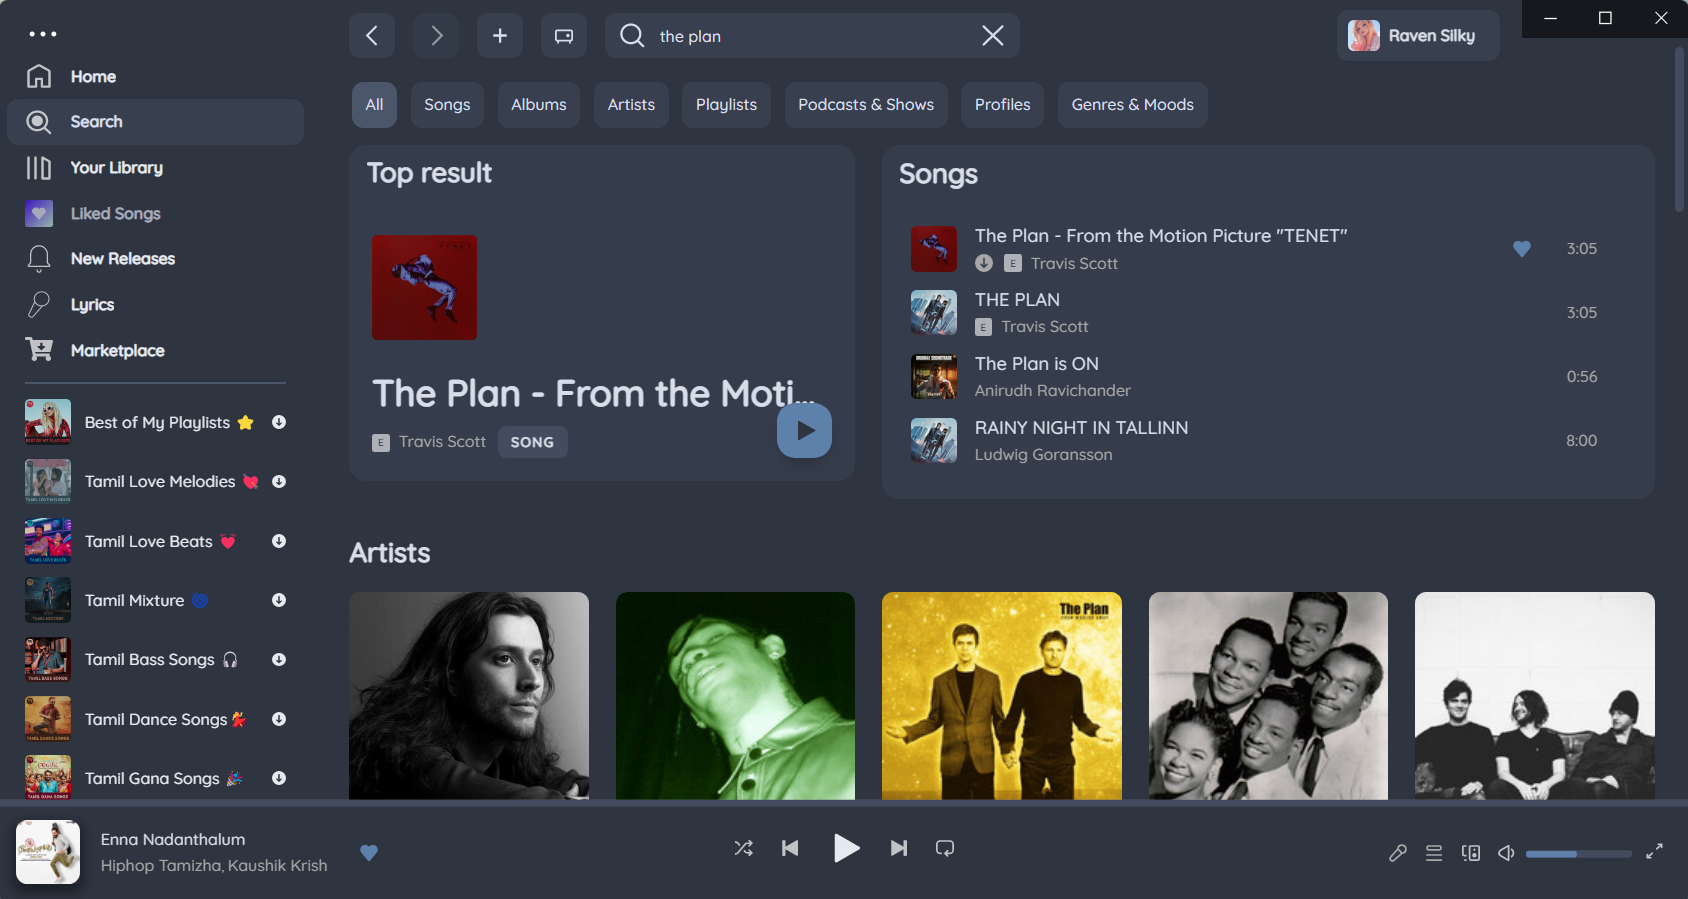 the plan
Raven Silky
Home
Search
Your Library
Liked Songs
New Releases
Lyrics
Marketplace
Best of My Playlists ⭐
Tamil Love Melodies 💘
Tamil Love Beats 💓
Tamil Mixture 🌀
Tamil Bass Songs 🎧
Tamil Dance Songs 💃
Tamil Gana Songs 🎉
All
Songs
Albums
Artists
Playlists
Podcasts & Shows
Profiles
Genres & Moods
Top result
The Plan - From the Moti...
E Travis Scott SONG
Songs
The Plan - From the Motion Picture "TENET"
3:05
E Travis Scott
THE PLAN
3:05
E Travis Scott
The Plan is ON
0:56
Anirudh Ravichander
RAINY NIGHT IN TALLINN
8:00
Ludwig Goransson
Artists
The Plan
Enna Nadanthalum
Hiphop Tamizha, Kaushik Krish